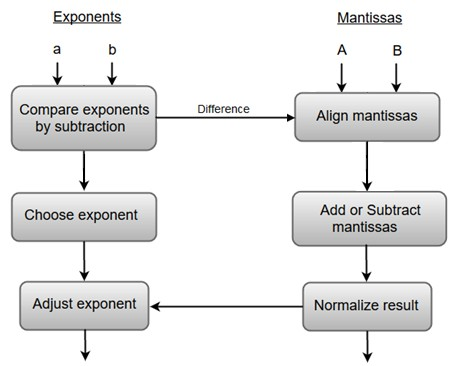 Exponents
Mantissas
a
b
A
B
Compare exponents
by subtraction
Difference
Align mantissas
Choose exponent
Add or Subtract
mantissas
Adjust exponent
Normalize result